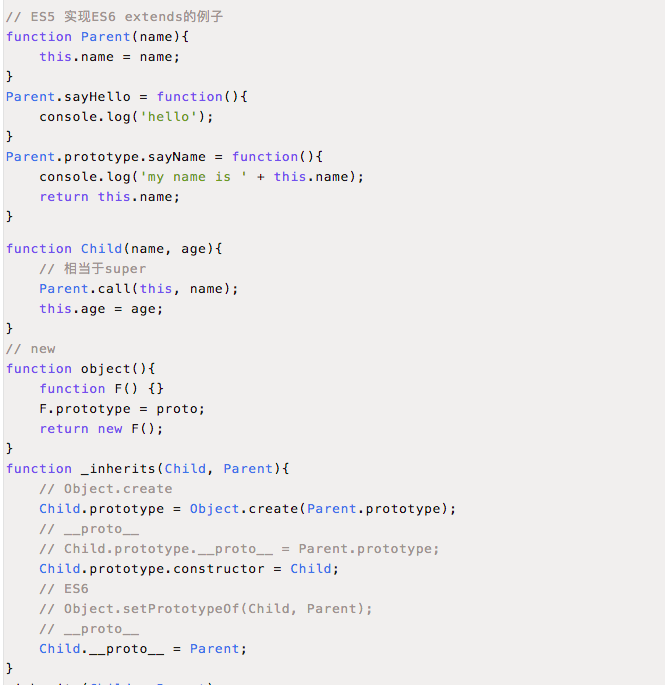 // ES5 实现ES6 extends的例子
function Parent(name){
    this.name = name;
}
Parent.sayHello = function(){
    console.log('hello');
}
Parent.prototype.sayName = function(){
    console.log('my name is ' + this.name);
    return this.name;
}
function Child(name, age){
    // 相当于super
    Parent.call(this, name);
    this.age = age;
}
// new
function object(){
    function F() {}
    F.prototype = proto;
    return new F();
}
function _inherits(Child, Parent){
    // Object.create
    Child.prototype = Object.create(Parent.prototype);
    // __proto__
    // Child.prototype.__proto__ = Parent.prototype;
    Child.prototype.constructor = Child;
    // ES6
    // Object.setPrototypeOf(Child, Parent);
    // __proto__
    Child.__proto__ = Parent;
}